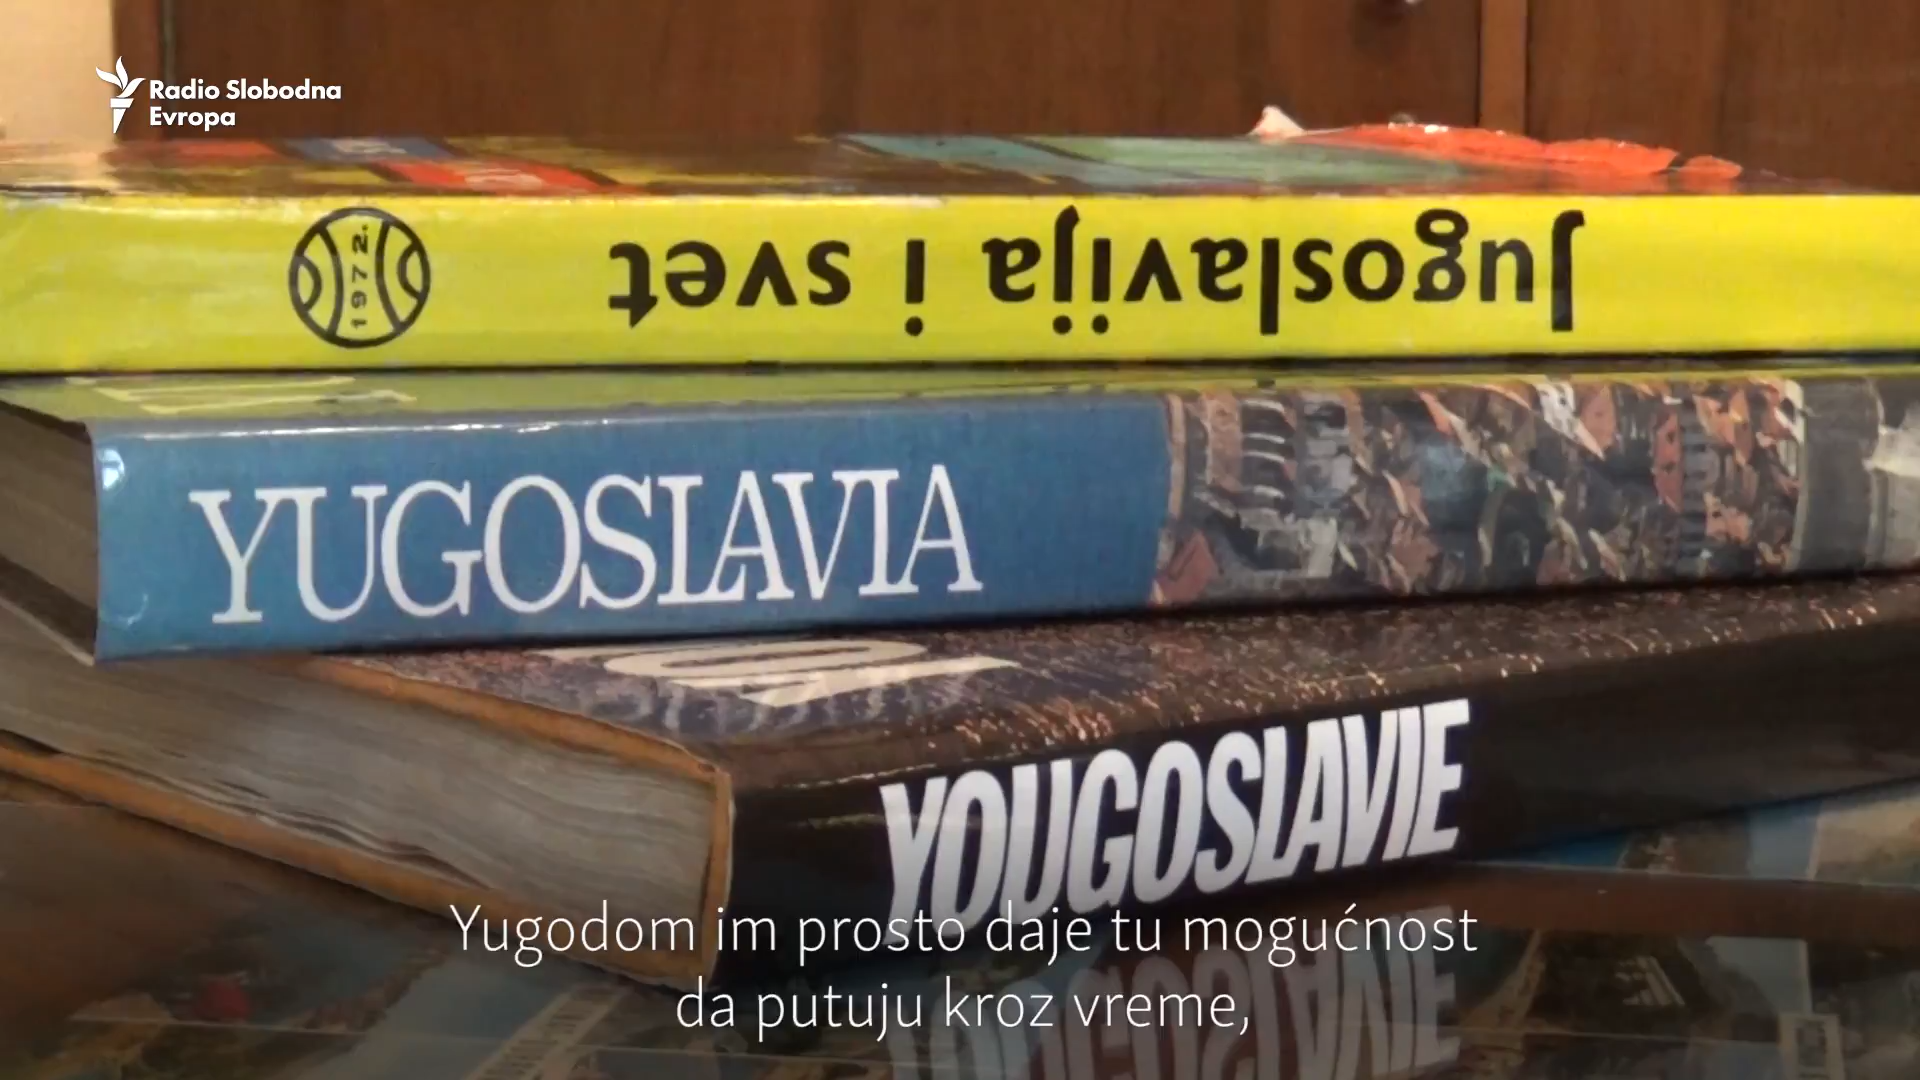 Radio Slobodna
Evropa
Jugoslavija i svet
1972.
YUGOSLAVIA
YOUGOSLAVIE
Yugodom im prosto daje tu mogućnost
da putuju kroz vreme,